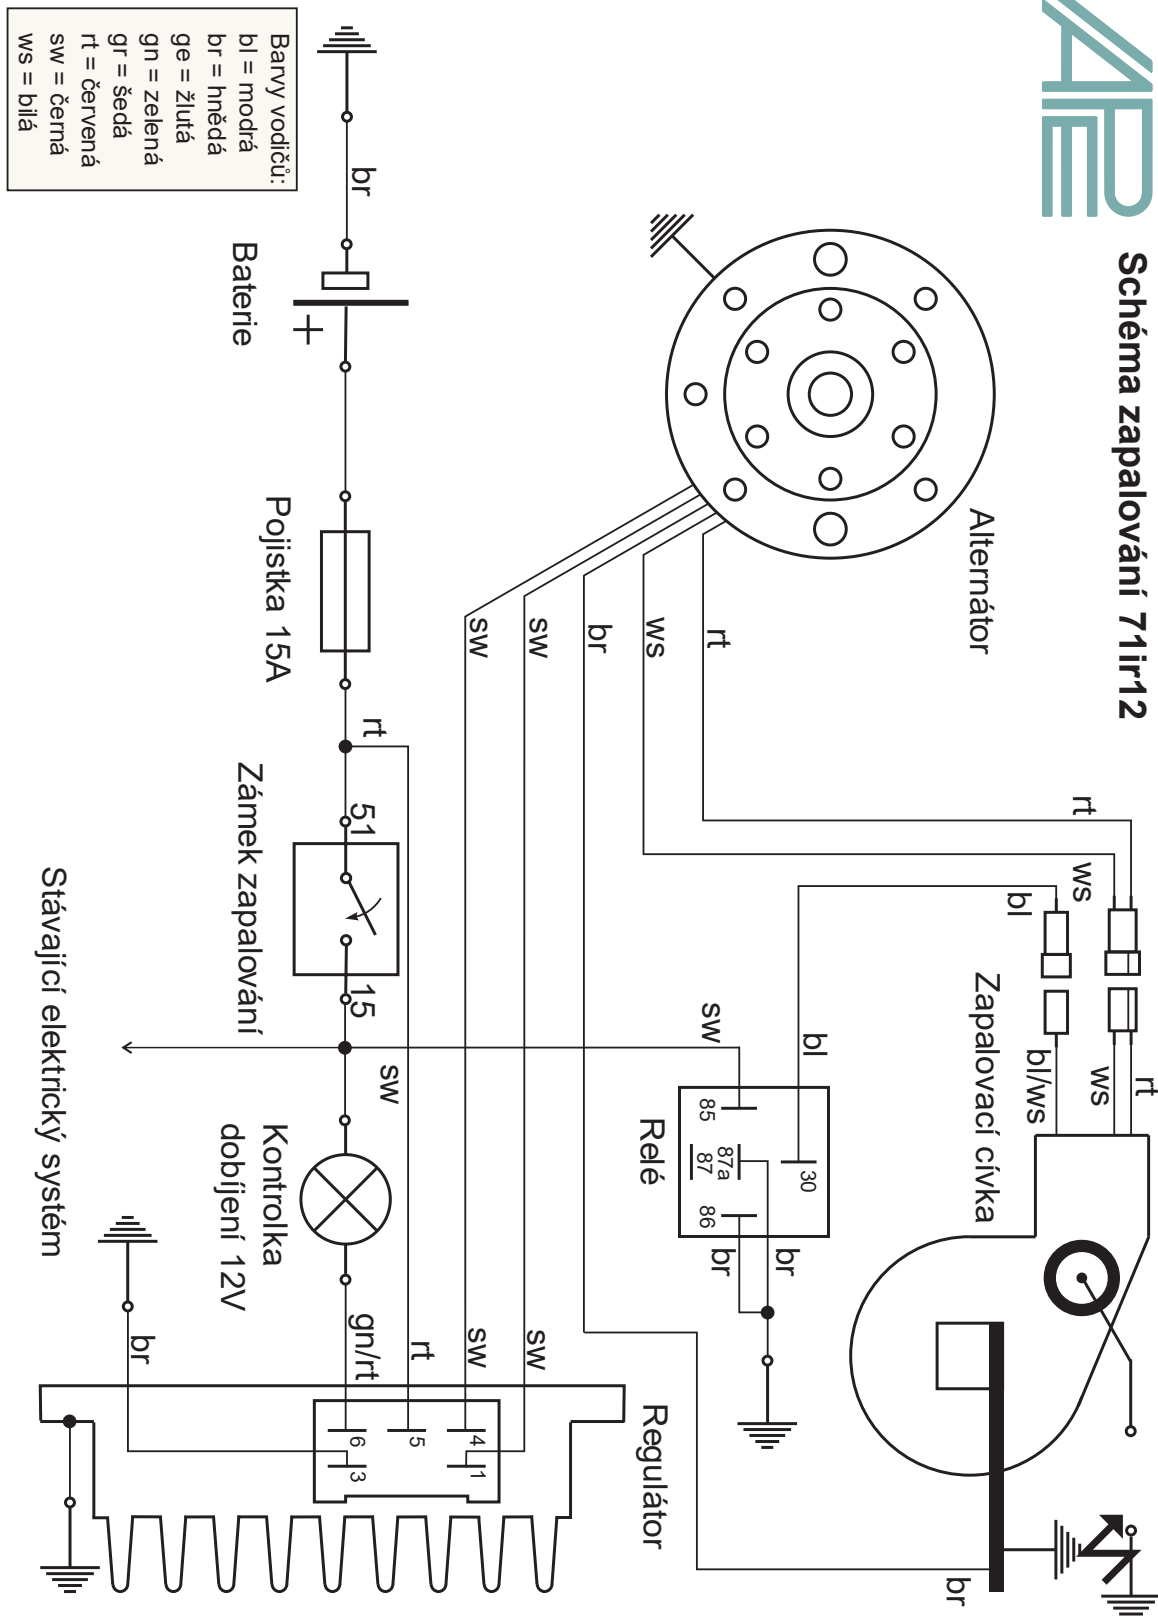 APE
Schéma zapalování 71ir12
Alternátor
rt
ws
br
sw
sw
rt
ws
bl
Zapalovací cívka
rt
ws
bl/ws
br
sw
bl
Relé
85
87a
87
86
30
br
br
Barvy vodičů:
bl = modrá
br = hnědá
ge = žlutá
gn = zelená
gr = šedá
rt = červená
sw = černá
ws = bilá
br
Baterie
+
Pojistka 15A
rt
51
Zámek zapalování
15
sw
Stávající elektrický systém
Kontrolka
dobíjení 12V
gn/rt
rt
sw
sw
br
Regulátor
6
5
4
3
1